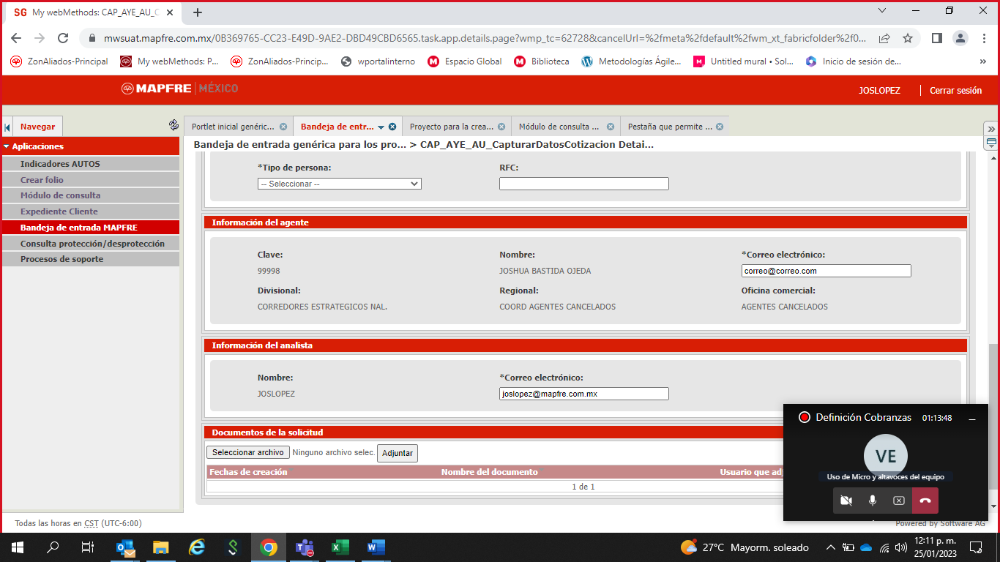 SG My webMethods: CAP_AYE_AU_C
mwsuat.mapfre.com.mx/0B369765-CC23-E49D-9AE2-DBD49CBD6565.task.app.details.page?wmp_tc=62728&cancelUrl=%2fmeta%2fdefault%2fwm_xt_fabricfolder%2f0...
ZonAliados-Principal My webMethods: P... ZonAliados-Princip... wportalinterno Espacio Global Biblioteca Metodologías Ágile... Untitled mural • Sol... Inicio de sesión de... »
MAPFRE | MÉXICO JOSLOPEZ Cerrar sesión
Navegar Portlet inicial genéric... Bandeja de entr... Proyecto para la crea... Módulo de consulta ... Pestaña que permite ...
Aplicaciones
Indicadores AUTOS
Crear folio
Módulo de consulta
Expediente Cliente
Bandeja de entrada MAPFRE
Consulta protección/desprotección
Procesos de soporte
Bandeja de entrada genérica para los pro... > CAP_AYE_AU_CapturarDatosCotizacion Detai...
*Tipo de persona: RFC:
-- Seleccionar --
Información del agente
Clave: Nombre: *Correo electrónico:
99998 JOSHUA BASTIDA OJEDA correo@correo.com
Divisional: Regional: Oficina comercial:
CORREDORES ESTRATEGICOS NAL. COORD AGENTES CANCELADOS AGENTES CANCELADOS
Información del analista
Nombre: *Correo electrónico:
JOSLOPEZ joslopez@mapfre.com.mx
Documentos de la solicitud
Seleccionar archivo Ninguno archivo selec. Adjuntar
Fechas de creación Nombre del documento Usuario que adj
1 de 1
Definición Cobranzas 01:13:48
VE
Uso de Micro y altavoces del equipo
Todas las horas en CST (UTC-6:00) Powered by Software AG
27°C Mayorm. soleado 12:11 p. m.
25/01/2023